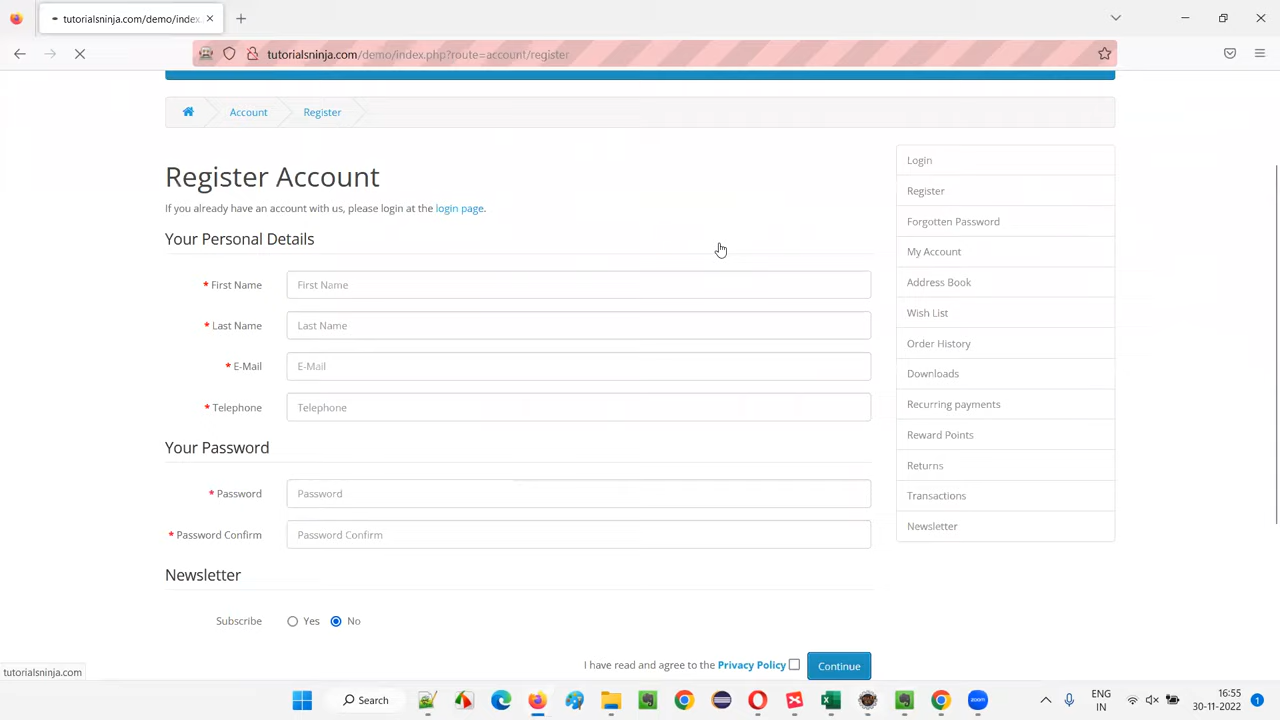 tutorialsninja.com/demo/index.
tutorialsninja.com/demo/index.php?route=account/register
Account
Register
Register Account
If you already have an account with us, please login at the login page.
Your Personal Details
* First Name
First Name
* Last Name
Last Name
* E-Mail
E-Mail
* Telephone
Telephone
Your Password
* Password
Password
* Password Confirm
Password Confirm
Newsletter
Subscribe
Yes
No
I have read and agree to the Privacy Policy
Continue
Login
Register
Forgotten Password
My Account
Address Book
Wish List
Order History
Downloads
Recurring payments
Reward Points
Returns
Transactions
Newsletter
tutorialsninja.com
Search
zoom
ENG
IN
16:55
30-11-2022
1